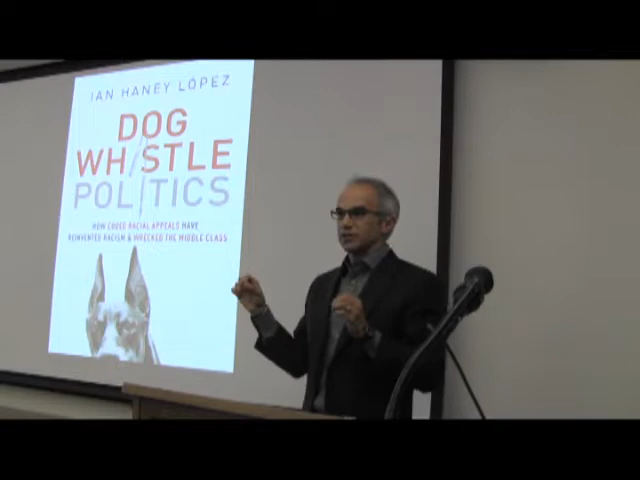 IAN HANEY LÓPEZ
DOG
WHISTLE
POLITICS
HOW CODED RACIAL APPEALS HAVE
REINVENTED RACISM & WRECKED THE MIDDLE CLASS